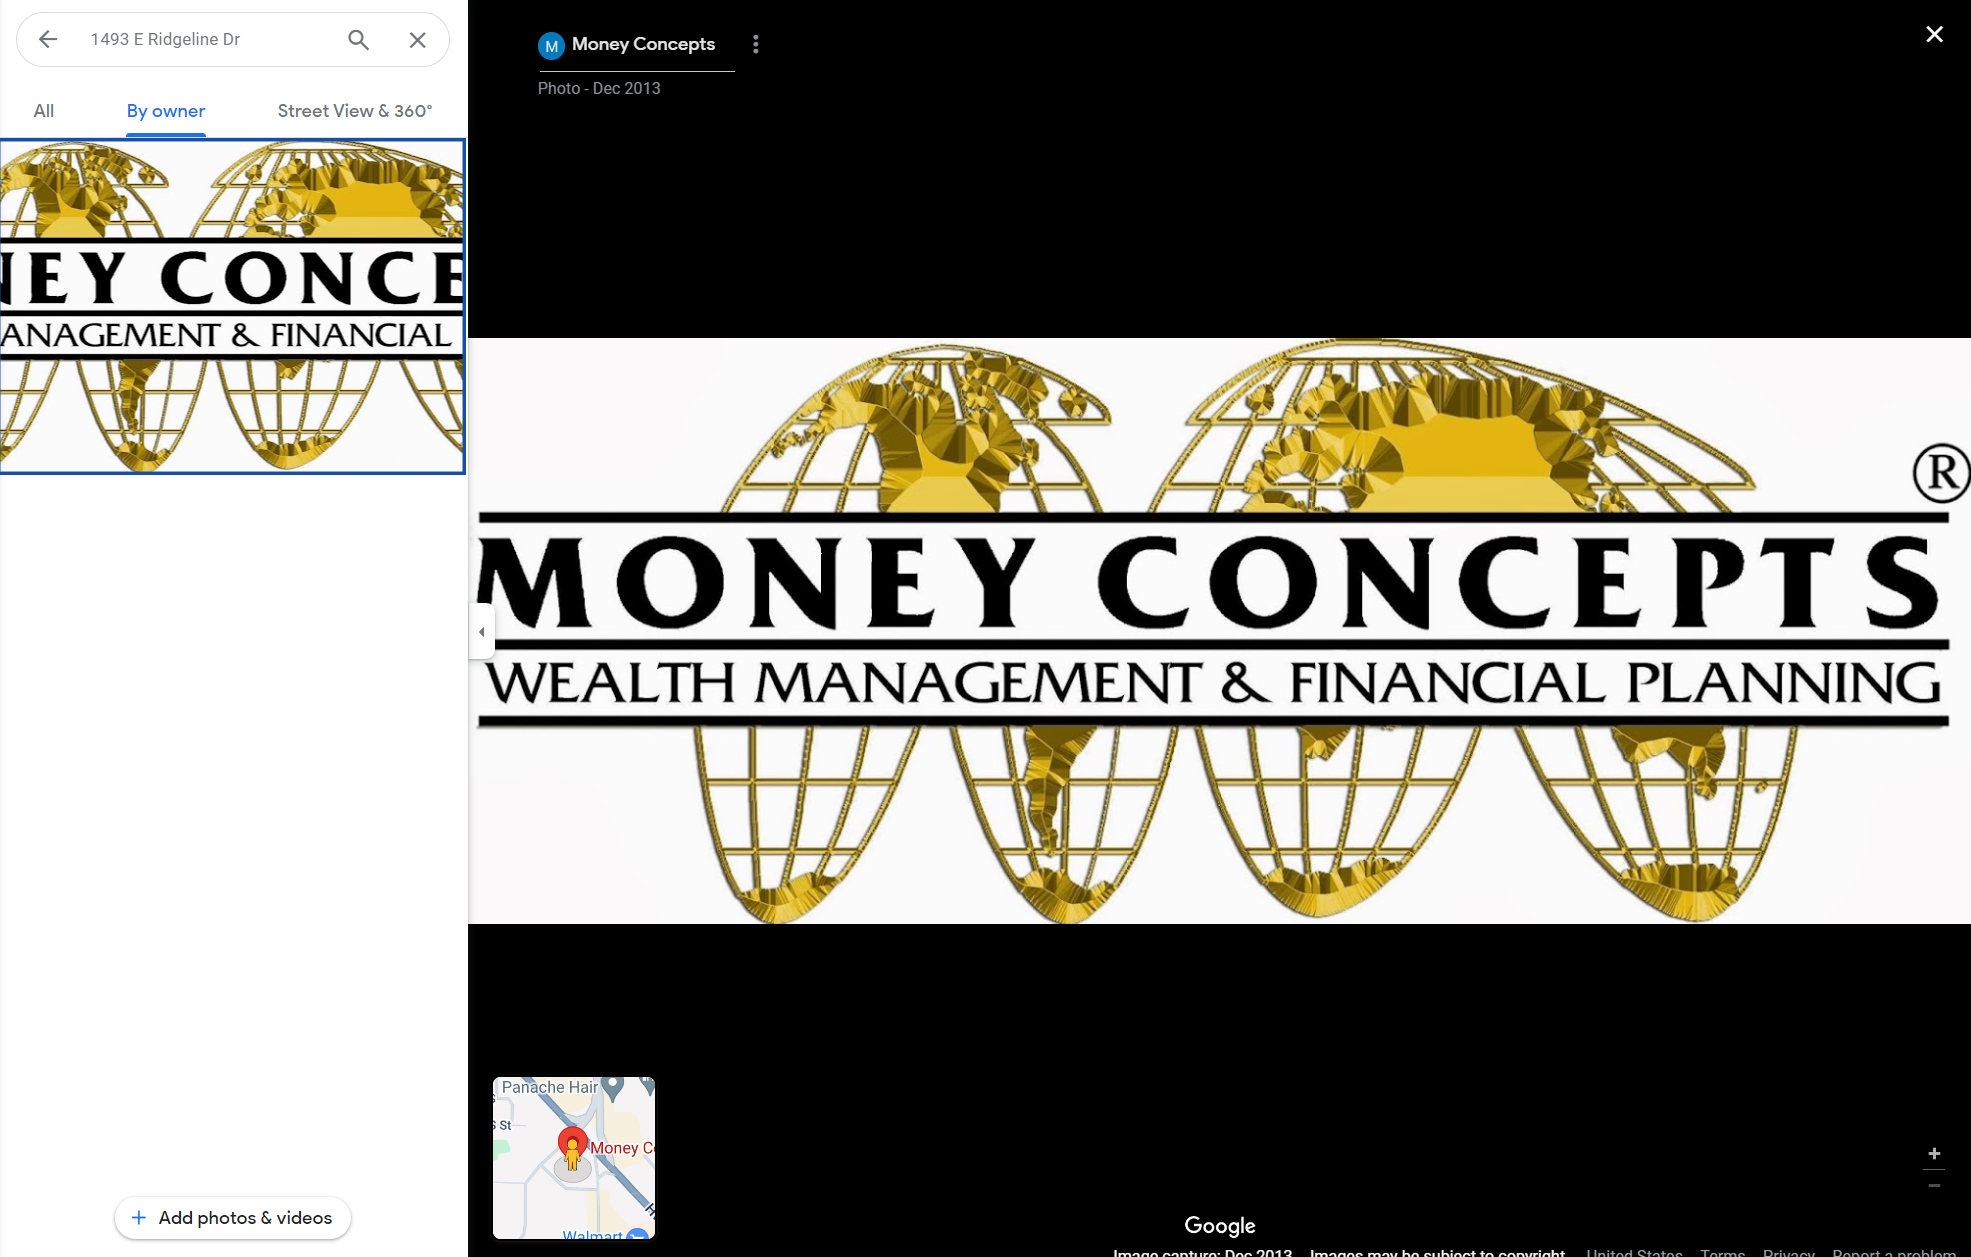 1493 E Ridgeline Dr
All
By owner
Street View & 360°
NEY CONCE
ANAGEMENT & FINANCIAL
Add photos & videos
M Money Concepts
Photo - Dec 2013
®
MONEY CONCEPTS
WEALTH MANAGEMENT & FINANCIAL PLANNING
Panache Hair
S St
Money Co
Walmart
Google
Image capture: Dec 2013 Images may be subject to copyright. United States Terms Privacy Report a problem